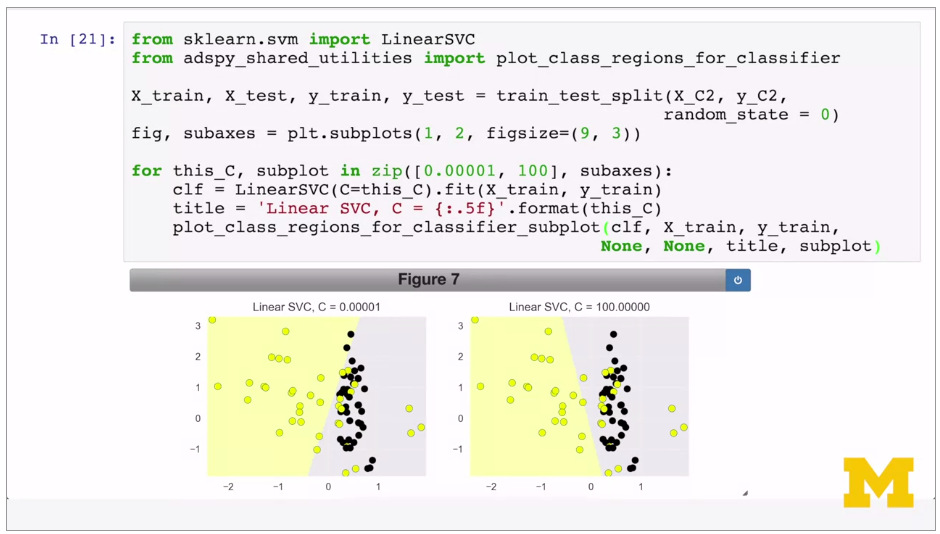 In [21]:
from sklearn.svm import LinearSVC
from adspy_shared_utilities import plot_class_regions_for_classifier
X_train, X_test, y_train, y_test = train_test_split(X_C2, y_C2,
random_state = 0)
fig, subaxes = plt.subplots(1, 2, figsize=(9, 3))
for this_C, subplot in zip([0.00001, 100], subaxes):
clf = LinearSVC(C=this_C).fit(X_train, y_train)
title = 'Linear SVC, C = {:.5f}'.format(this_C)
plot_class_regions_for_classifier_subplot(clf, X_train, y_train,
None, None, title, subplot)
Figure 7
Linear SVC, C = 0.00001
3
2
1
0
−1
−2 −1 0 1
Linear SVC, C = 100.00000
3
2
1
0
−1
−2 −1 0 1
M